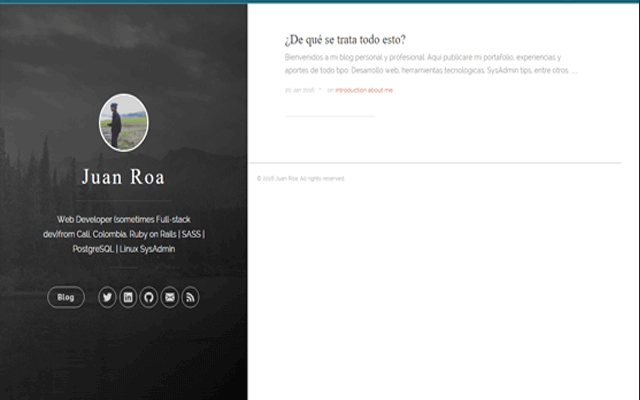 Juan Roa
Web Developer (sometimes Full-stack
dev)from Cali, Colombia. Ruby on Rails | SASS |
PostgreSQL | Linux SysAdmin
Blog
¿De qué se trata todo esto?
Bienvenidos a mi blog personal y profesional. Aqui publicare mi portafolio, experiencias y
aportes de todo tipo. Desarrollo web, herramientas tecnologicas, SysAdmin tips, entre otros. ...
Jan 2016 on introduction about me
© 2016 Juan Roa. All rights reserved.